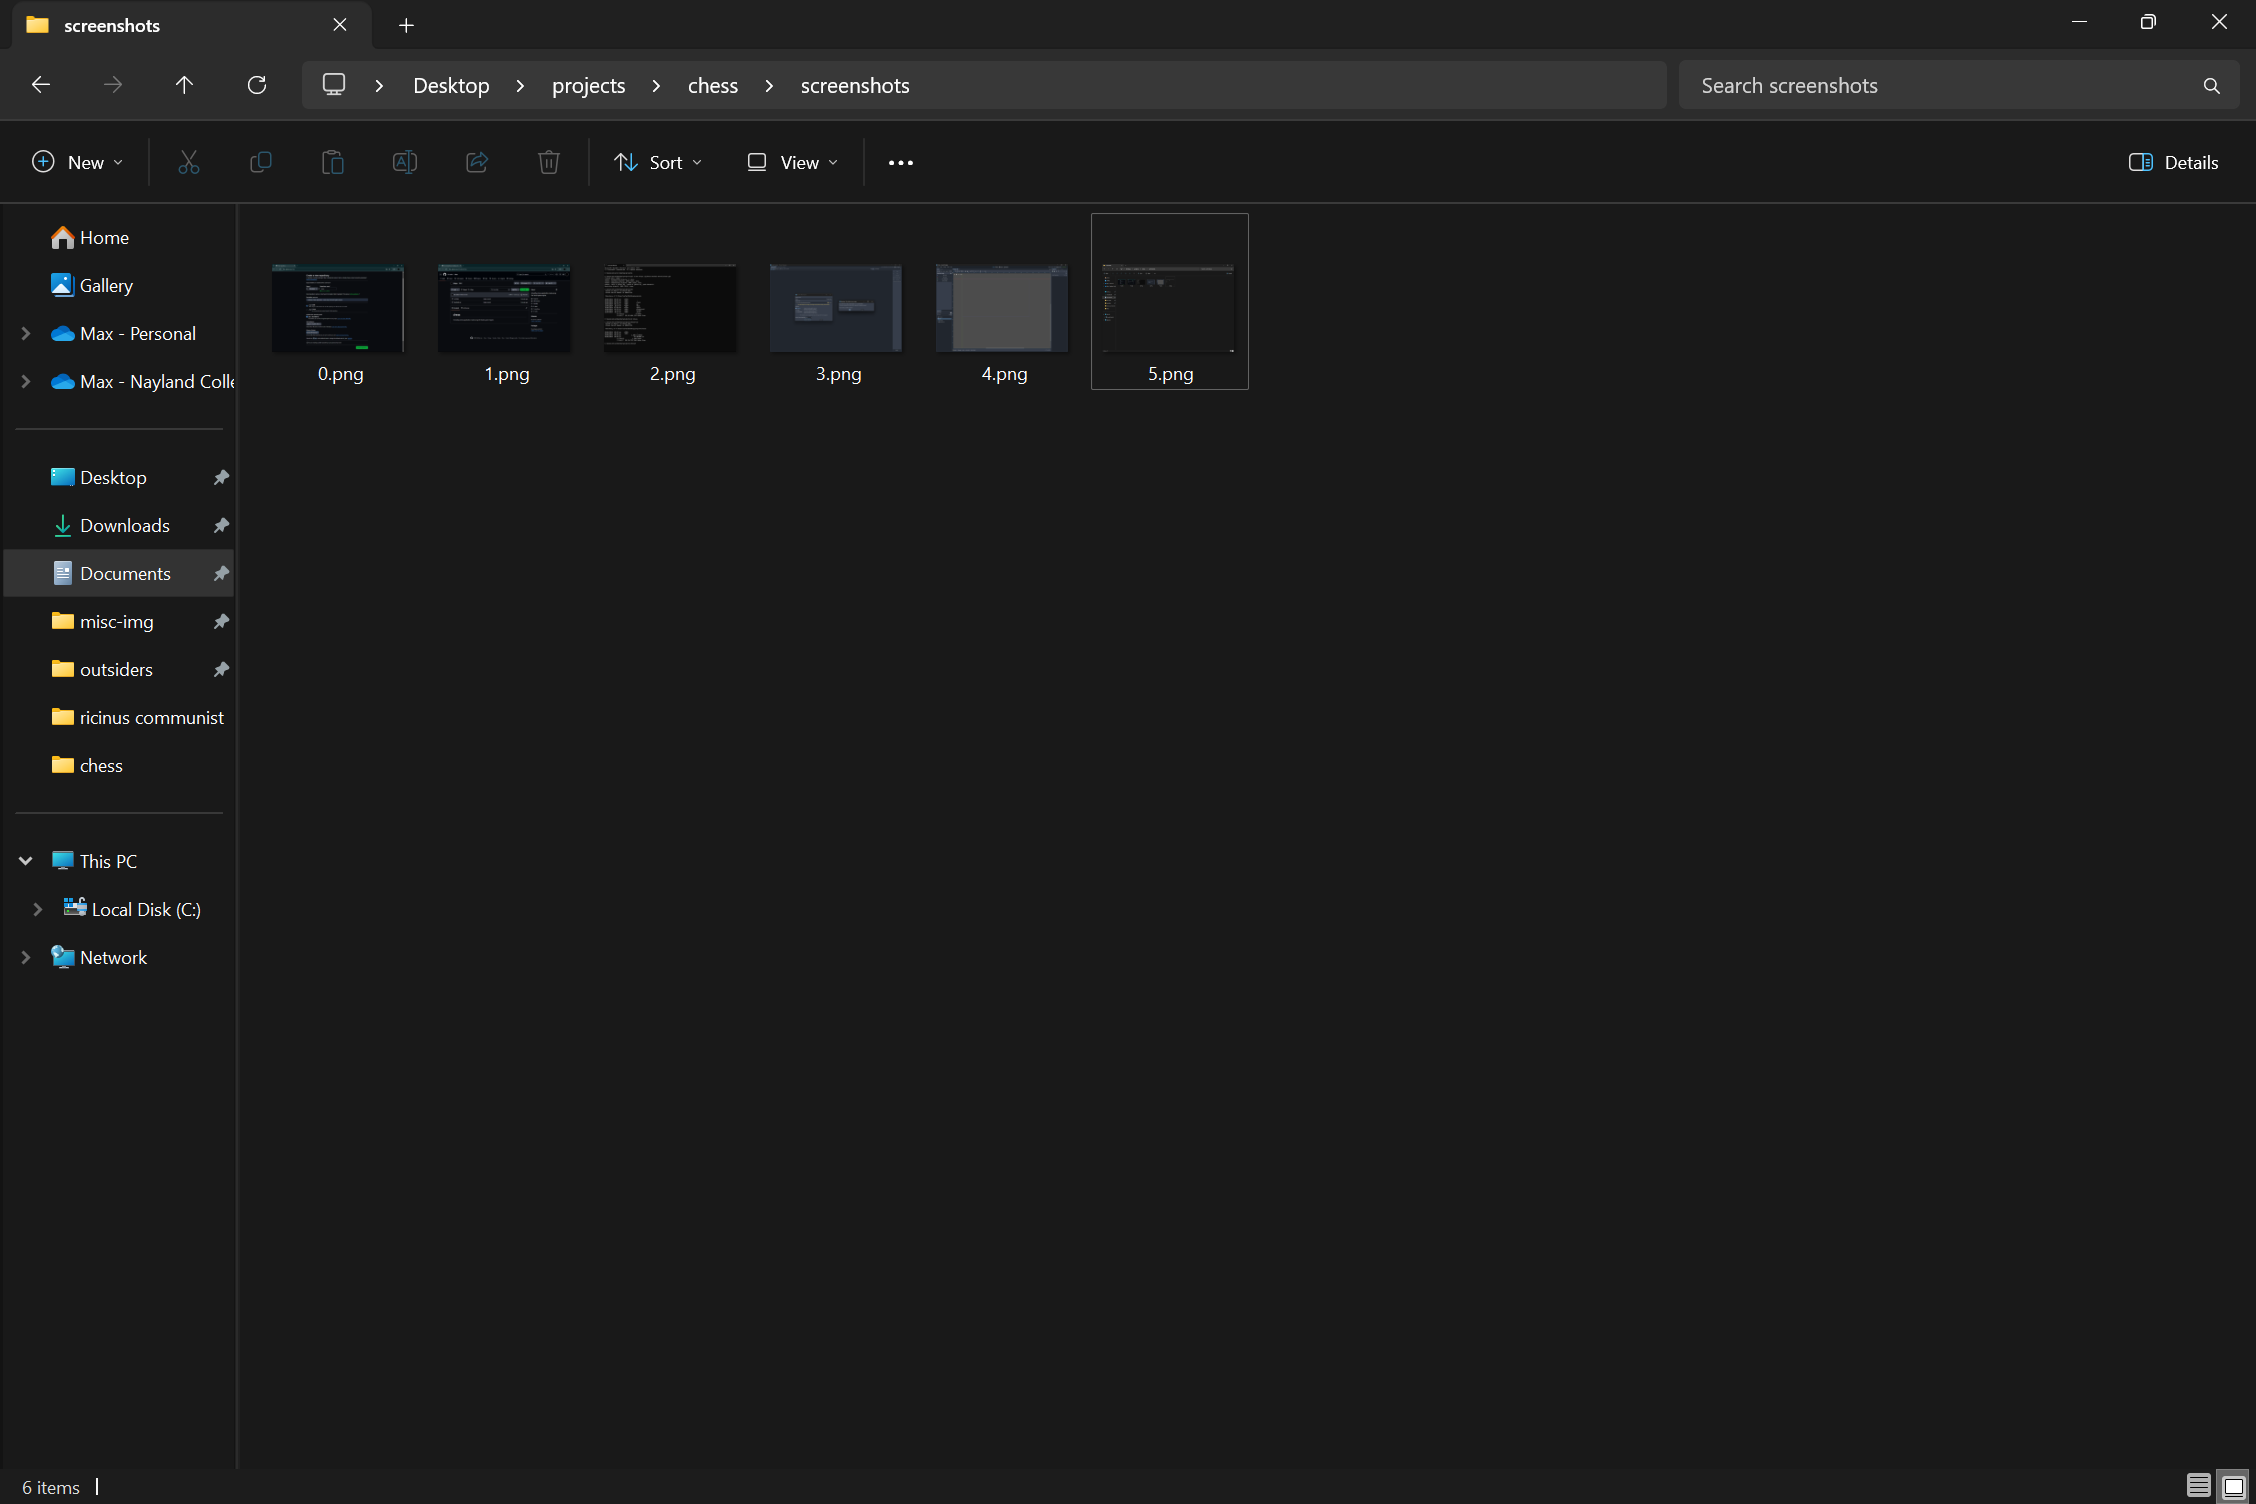 screenshots
Desktop projects chess screenshots
Search screenshots
New
Sort
View
Details
Home
Gallery
Max - Personal
Max - Nayland Colle
Desktop
Downloads
Documents
misc-img
outsiders
ricinus communist
chess
This PC
Local Disk (C:)
Network
0.png
1.png
2.png
3.png
4.png
5.png
6 items